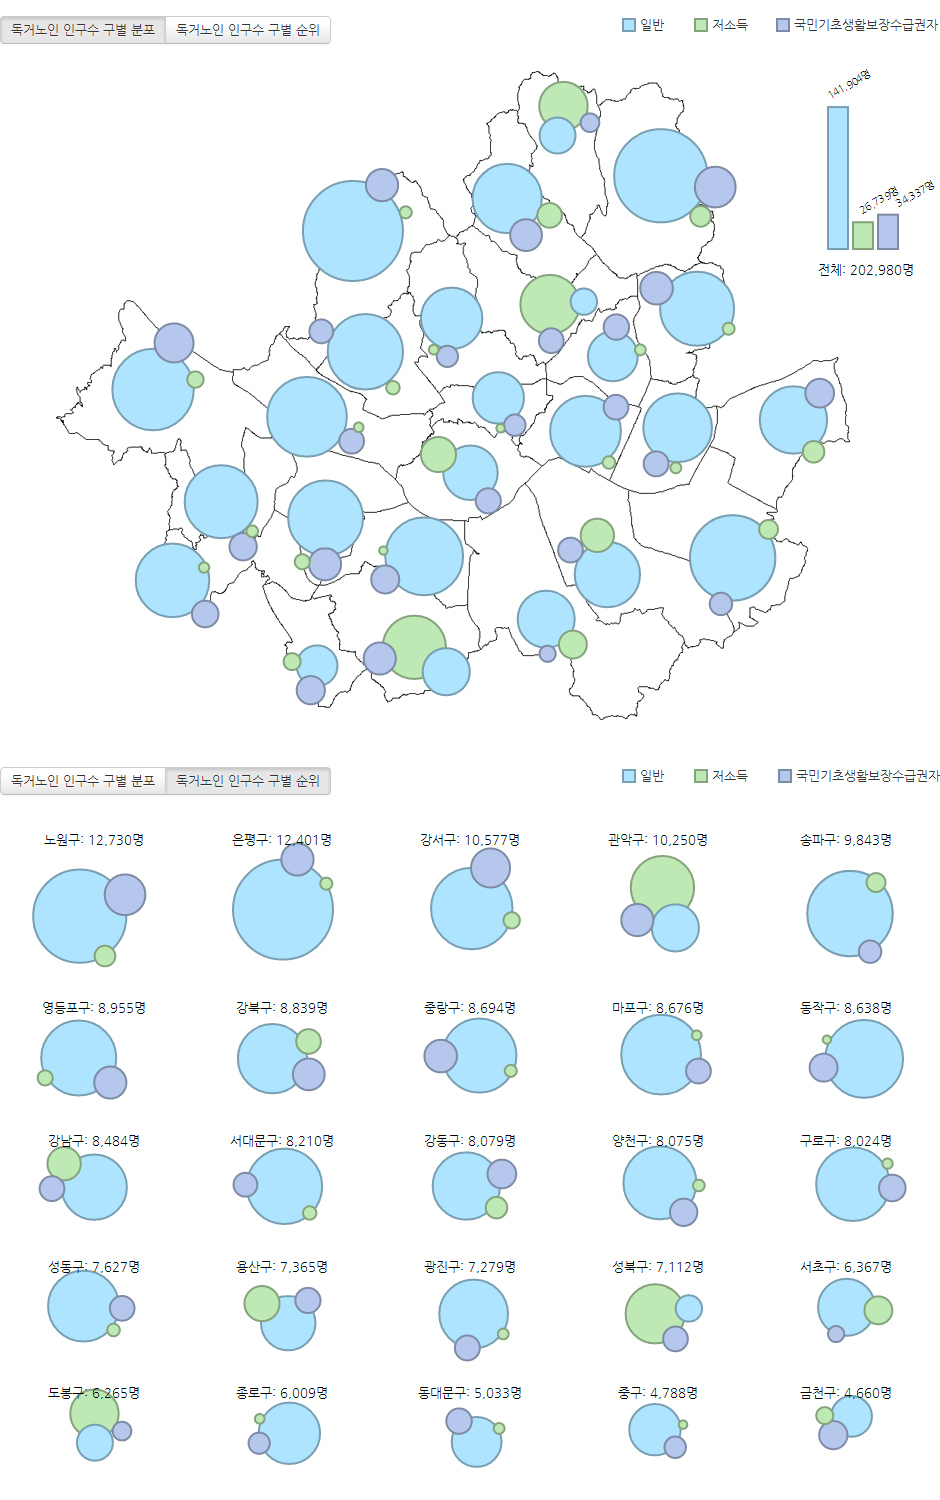 독거노인 인구수 구별 분포 독거노인 인구수 구별 순위 일반 저소득 국민기초생활보장수급권자
141,904명
26,739명 34,337명
전체: 202,980명
독거노인 인구수 구별 분포 독거노인 인구수 구별 순위 일반 저소득 국민기초생활보장수급권자
노원구: 12,730명 은평구: 12,401명 강서구: 10,577명 관악구: 10,250명 송파구: 9,843명
영등포구: 8,955명 강북구: 8,839명 중랑구: 8,694명 마포구: 8,676명 동작구: 8,638명
강남구: 8,484명 서대문구: 8,210명 강동구: 8,079명 양천구: 8,075명 구로구: 8,024명
성동구: 7,627명 용산구: 7,365명 광진구: 7,279명 성북구: 7,112명 서초구: 6,367명
도봉구: 6,265명 종로구: 6,009명 동대문구: 5,033명 중구: 4,788명 금천구: 4,660명